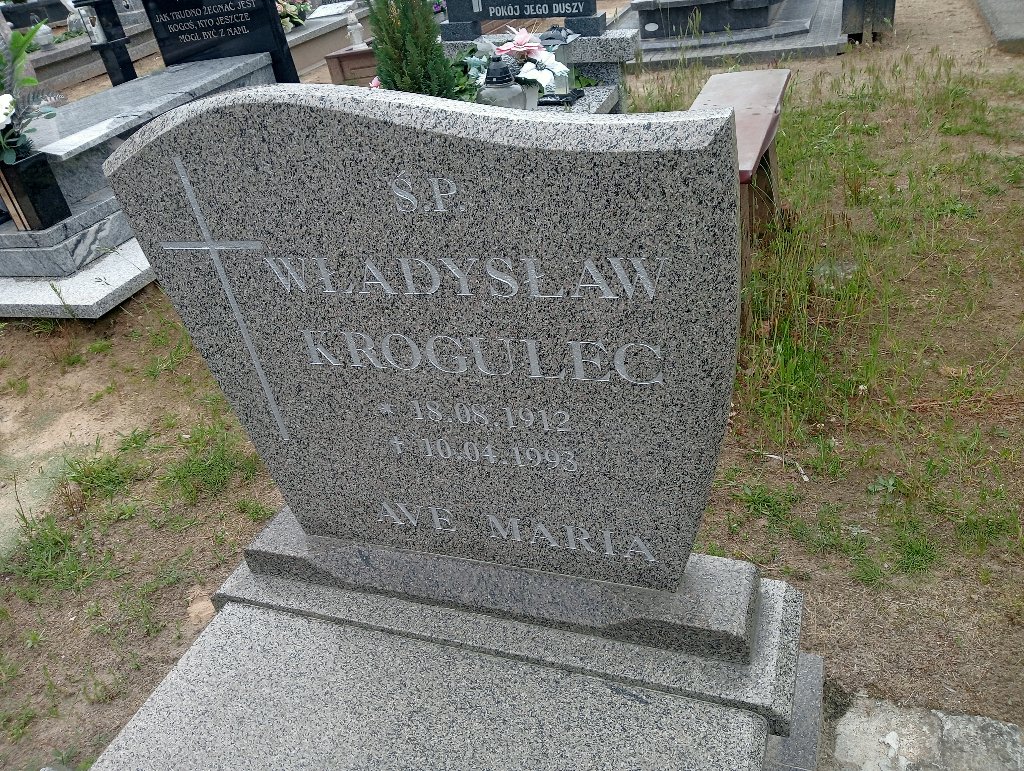 JAK TRUDNO ŻEGNAĆ JEST
KOGOŚ, KTO JESZCZE
MÓGŁ BYĆ Z NAMI.
POKÓJ JEGO DUSZY
Ś.P.
WŁADYSŁAW
KROGULEC
* 18.08.1912
† 10.04.1993
AVE MARIA